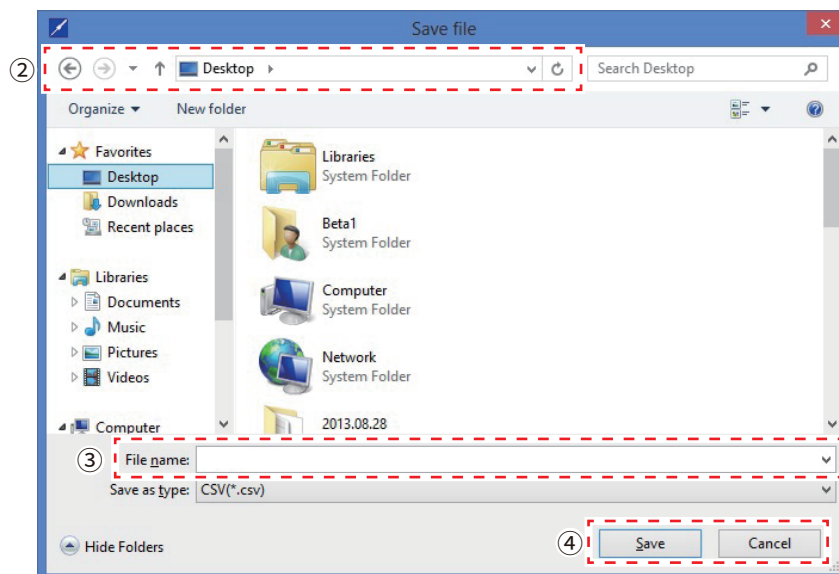 Save file
② Desktop Search Desktop
Organize New folder
Favorites
Desktop
Downloads
Recent places
Libraries
Documents
Music
Pictures
Videos
Computer
Libraries
System Folder
Beta1
System Folder
Computer
System Folder
Network
System Folder
2013.08.28
③ File name:
Save as type: CSV(*.csv)
Hide Folders
④ Save Cancel